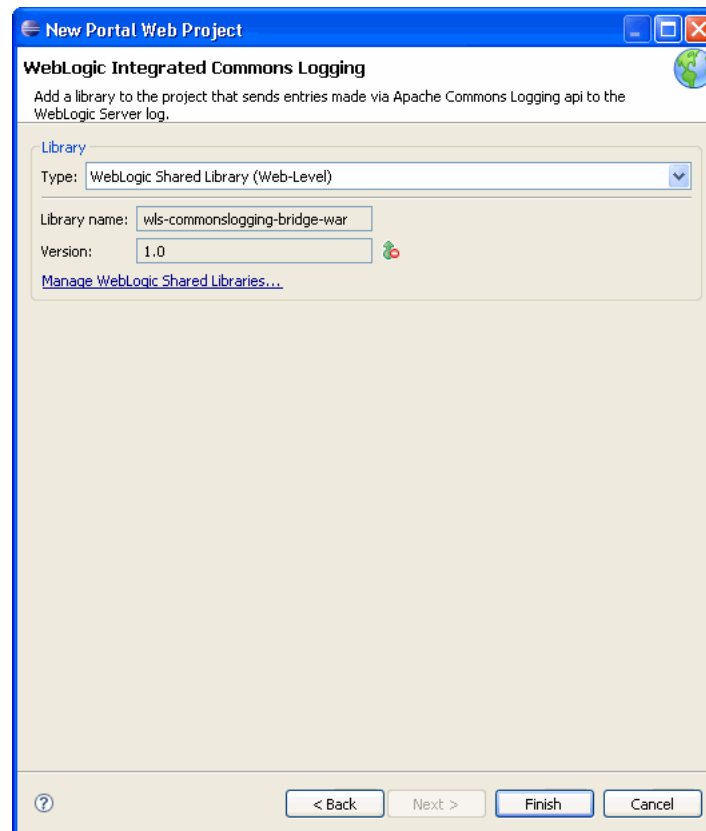 New Portal Web Project
WebLogic Integrated Commons Logging
Add a library to the project that sends entries made via Apache Commons Logging api to the
WebLogic Server log.
Library
Type: WebLogic Shared Library (Web-Level)
Library name: wls-commonslogging-bridge-war
Version: 1.0
Manage WebLogic Shared Libraries...
? < Back Next > Finish Cancel